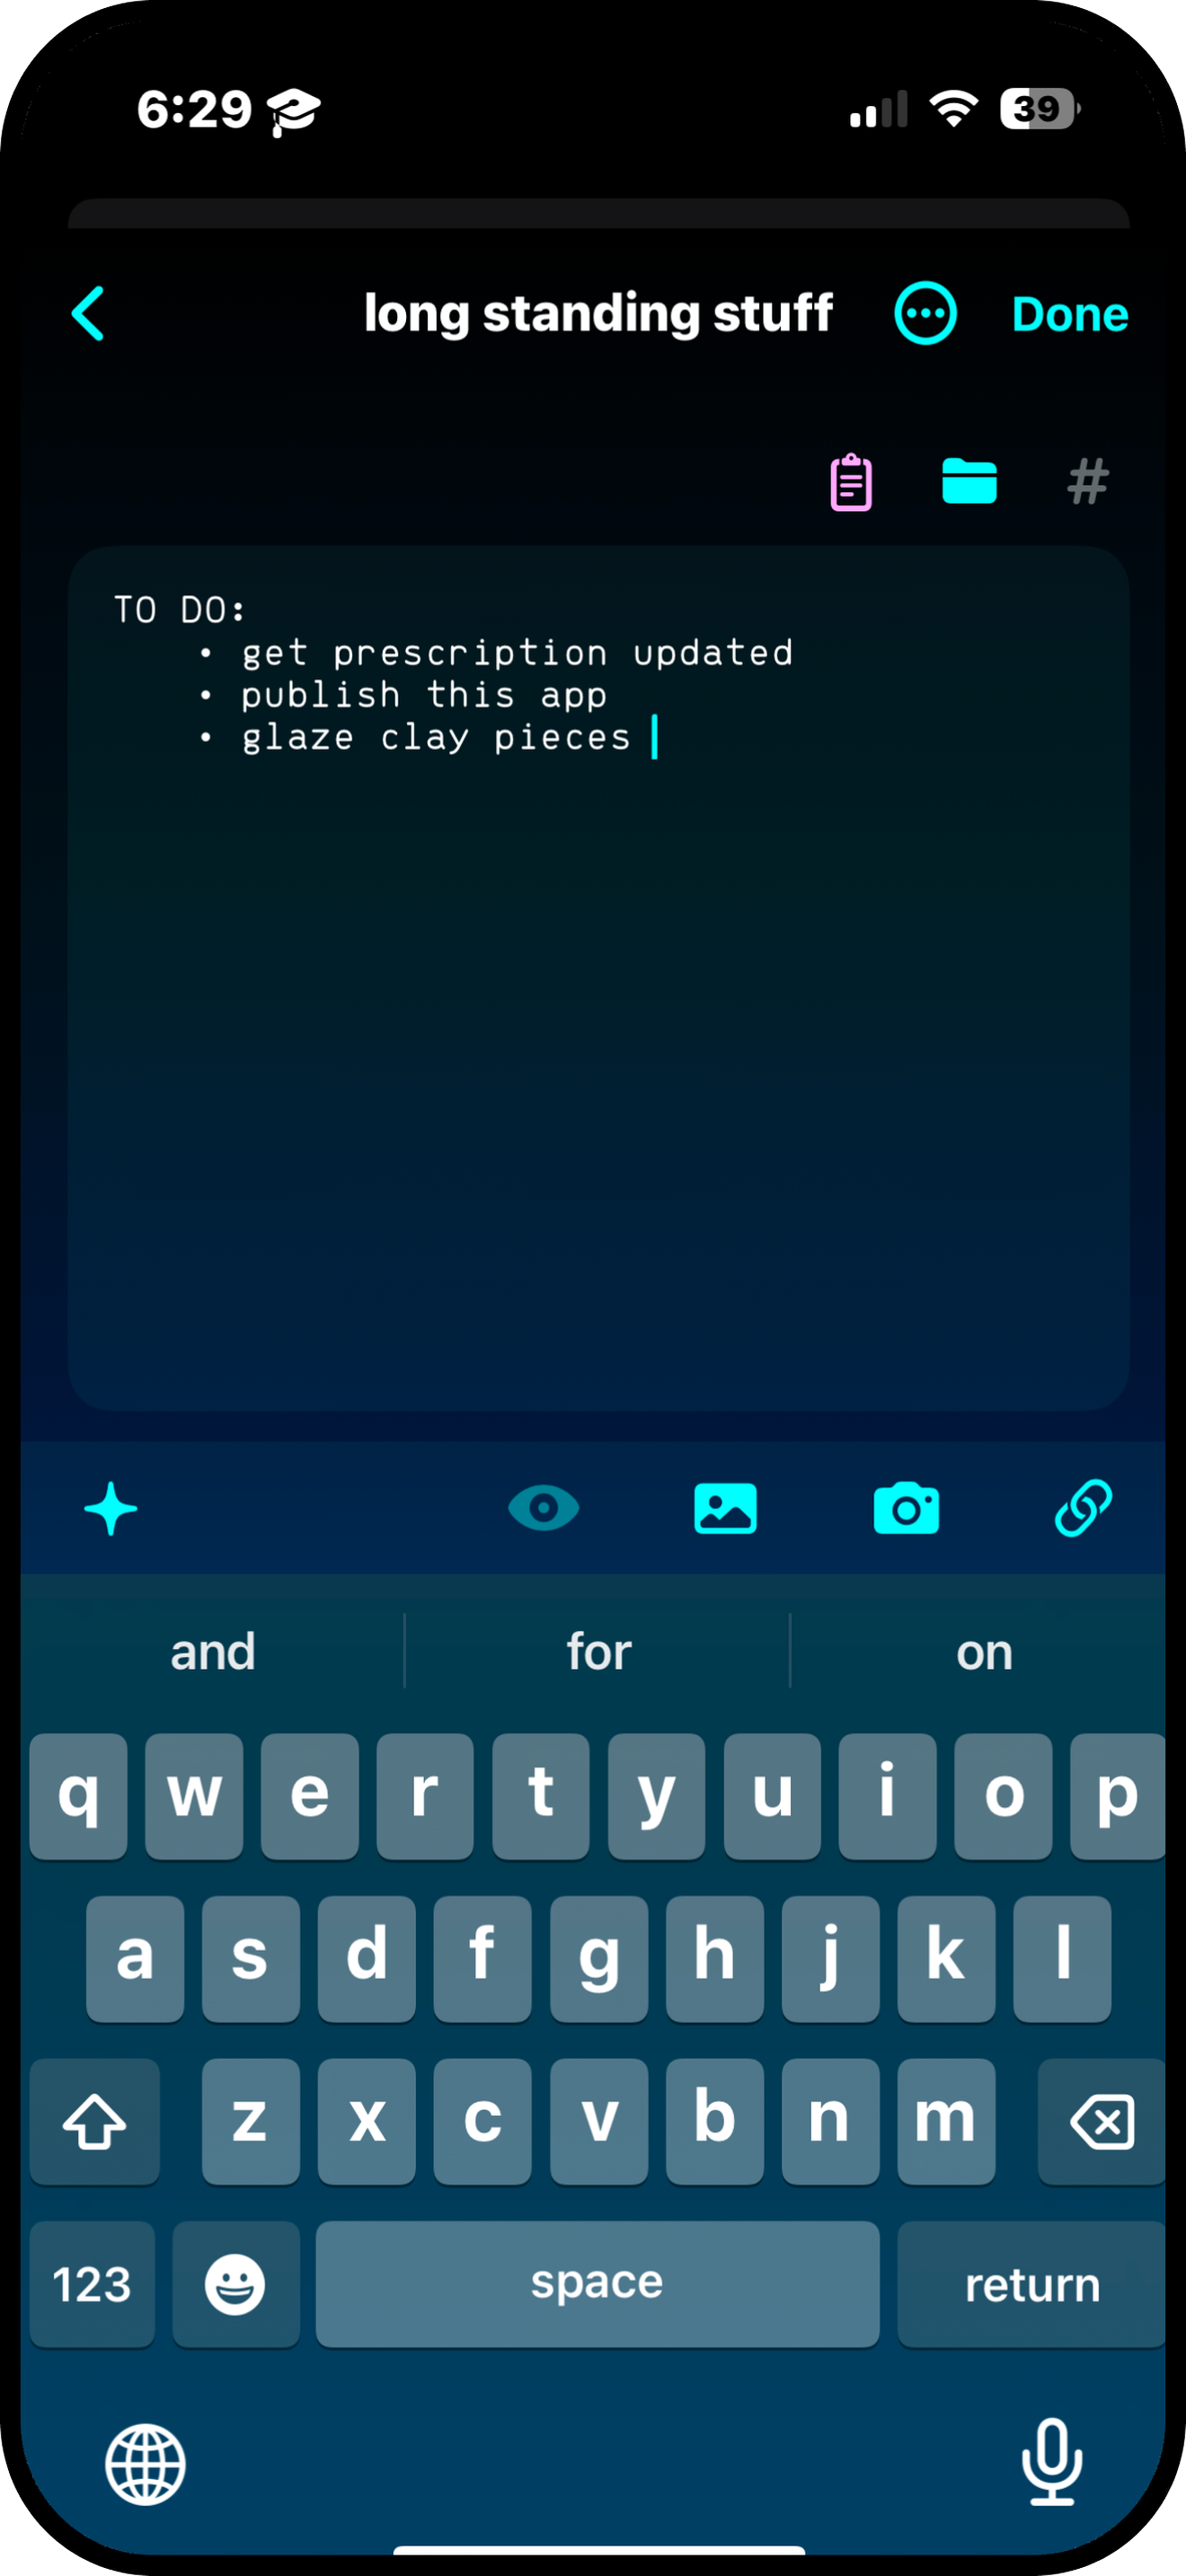 6:29 39
long standing stuff Done
#
TO DO:
• get prescription updated
• publish this app
• glaze clay pieces
and for on
q w e r t y u i o p
a s d f g h j k l
z x c v b n m
123 space return